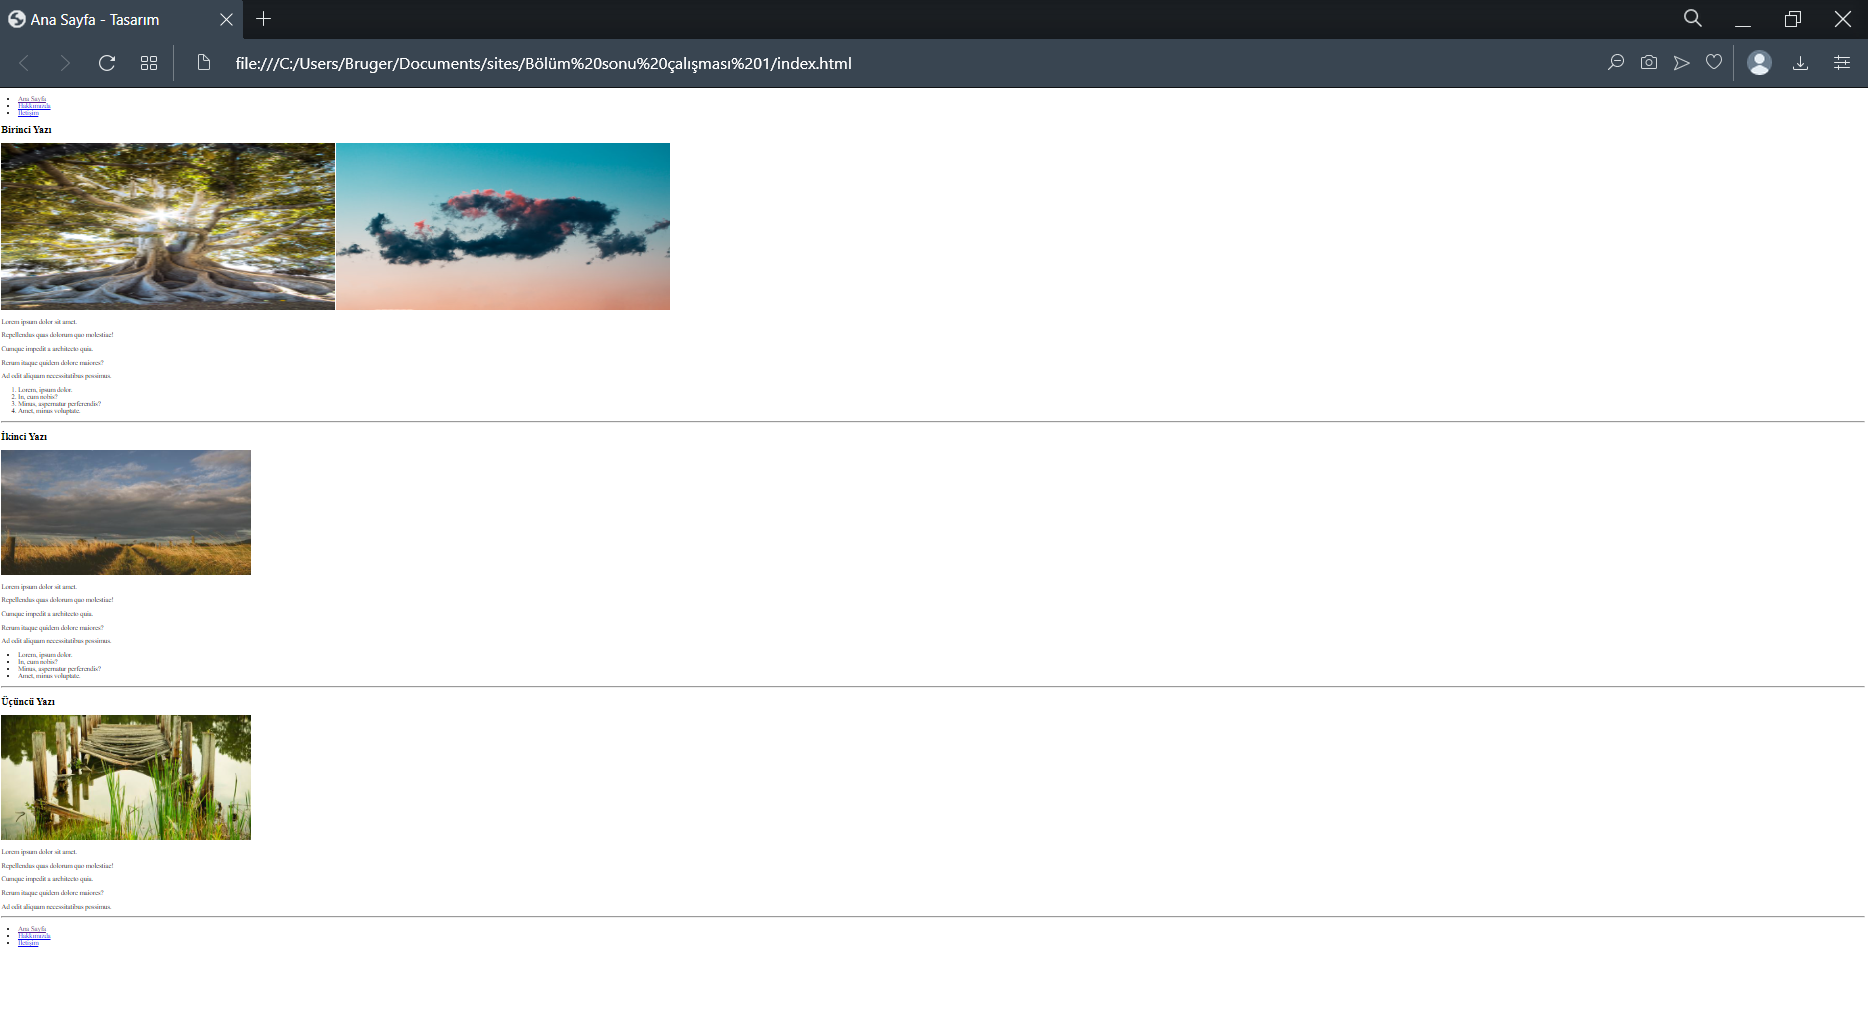 Ana Sayfa - Tasarım
file:///C:/Users/Bruger/Documents/sites/Bölüm%20sonu%20çalışması%201/index.html
Ana Sayfa
Hakkımızda
İletişim
Birinci Yazı
Lorem ipsum dolor sit amet.
Repellendus quas dolorum quo molestiae!
Cumque impedit a architecto quia.
Rerum itaque quidem dolore maiores?
Ad odit aliquam necessitatibus possimus.
1. Lorem, ipsum dolor.
2. In, cum nobis?
3. Minus, aspernatur perferendis?
4. Amet, minus voluptate.
İkinci Yazı
Lorem ipsum dolor sit amet.
Repellendus quas dolorum quo molestiae!
Cumque impedit a architecto quia.
Rerum itaque quidem dolore maiores?
Ad odit aliquam necessitatibus possimus.
Lorem, ipsum dolor.
In, cum nobis?
Minus, aspernatur perferendis?
Amet, minus voluptate.
Üçüncü Yazı
Lorem ipsum dolor sit amet.
Repellendus quas dolorum quo molestiae!
Cumque impedit a architecto quia.
Rerum itaque quidem dolore maiores?
Ad odit aliquam necessitatibus possimus.
Ana Sayfa
Hakkımızda
İletişim